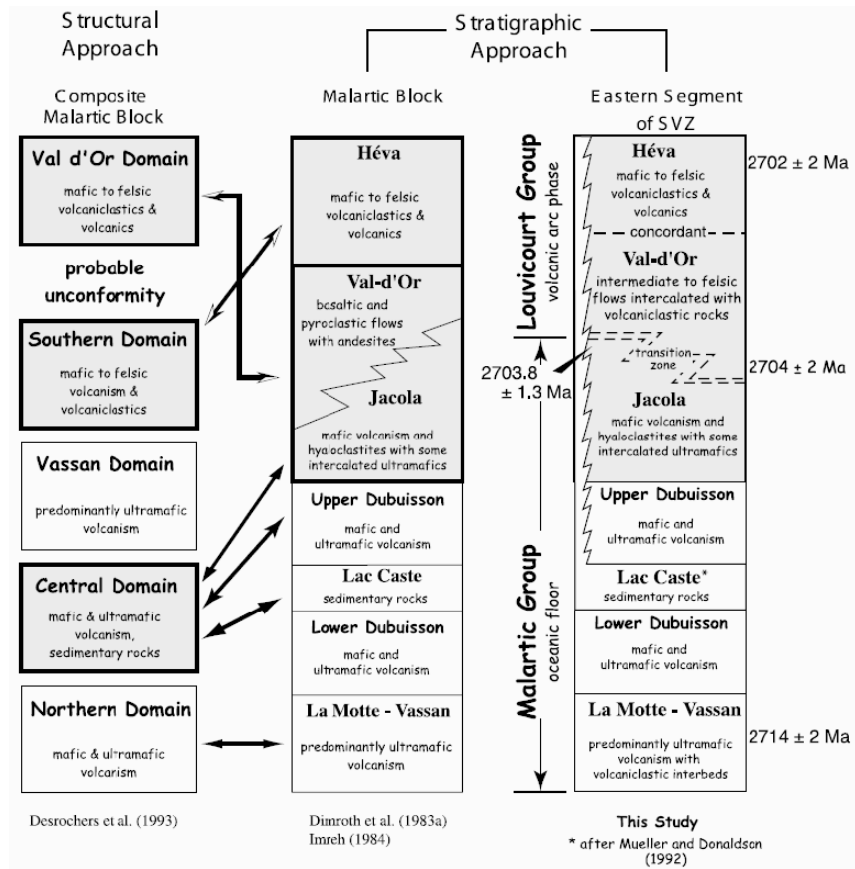 Structural
Approach
Stratigraphic
Approach
Composite
Malartic Block
Val d'Or Domain
mafic to felsic
volcaniclastics &
volcanics
probable
unconformity
Southern Domain
mafic to felsic
volcanism &
volcaniclastics
Vassan Domain
predominantly ultramafic
volcanism
Central Domain
mafic & ultramafic
volcanism,
sedimentary rocks
Northern Domain
mafic & ultramafic
volcanism
Desrochers et al. (1993)
Malartic Block
Héva
mafic to felsic
volcaniclastics &
volcanics
Val-d'Or
basaltic and
pyroclastic flows
with andesites
Jacola
mafic volcanism and
hyaloclastites with some
intercalated ultramafics
Upper Dubuisson
mafic and
ultramafic volcanism
Lac Caste
sedimentary rocks
Lower Dubuisson
mafic and
ultramafic volcanism
La Motte - Vassan
predominantly ultramafic
volcanism
Dimroth et al. (1983a)
Imreh (1984)
Louvicourt Group
volcanic arc phase
2703.8
± 1.3 Ma
Malartic Group
oceanic floor
Eastern Segment
of SVZ
Héva
mafic to felsic
volcaniclastics &
volcanics
concordant
Val-d'Or
intermediate to felsic
flows intercalated with
volcaniclastic rocks
transition
zone
Jacola
mafic volcanism and
hyaloclastites with some
intercalated ultramafics
Upper Dubuisson
mafic and
ultramafic volcanism
Lac Caste*
sedimentary rocks
Lower Dubuisson
mafic and
ultramafic volcanism
La Motte - Vassan
predominantly ultramafic
volcanism with
volcaniclastic interbeds
2702 ± 2 Ma
2704 ± 2 Ma
2714 ± 2 Ma
This Study
* after Mueller and Donaldson
(1992)